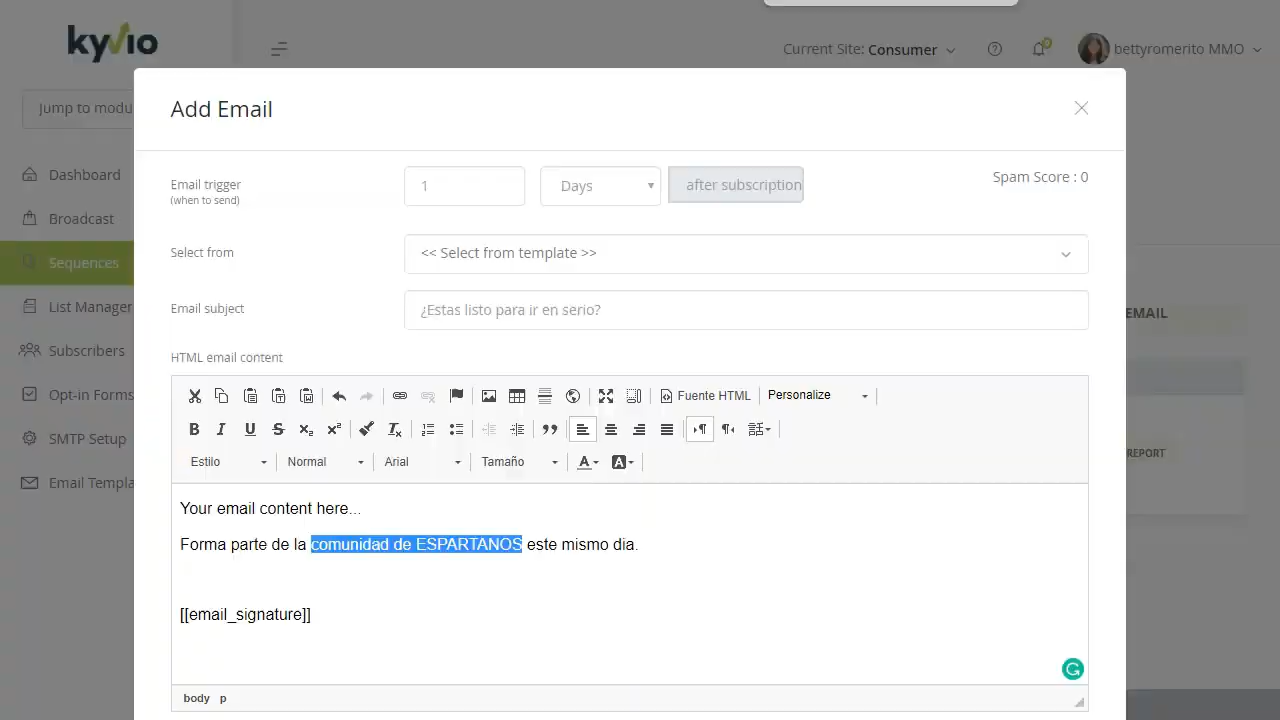 kyvio
Current Site: Consumer
0
bettyromerito MMO
Jump to modu
Add Email
Dashboard
Broadcast
Sequences
List Manager
Subscribers
Opt-in Forms
SMTP Setup
Email Templa
Email trigger
(when to send)
1
Days
after subscription
Spam Score : 0
Select from
<< Select from template >>
Email subject
¿Estas listo para ir en serio?
EMAIL
HTML email content
Fuente HTML
Personalize
Estilo
Normal
Arial
Tamaño
REPORT
Your email content here...
Forma parte de la comunidad de ESPARTANOS este mismo dia.
[[email_signature]]
body p